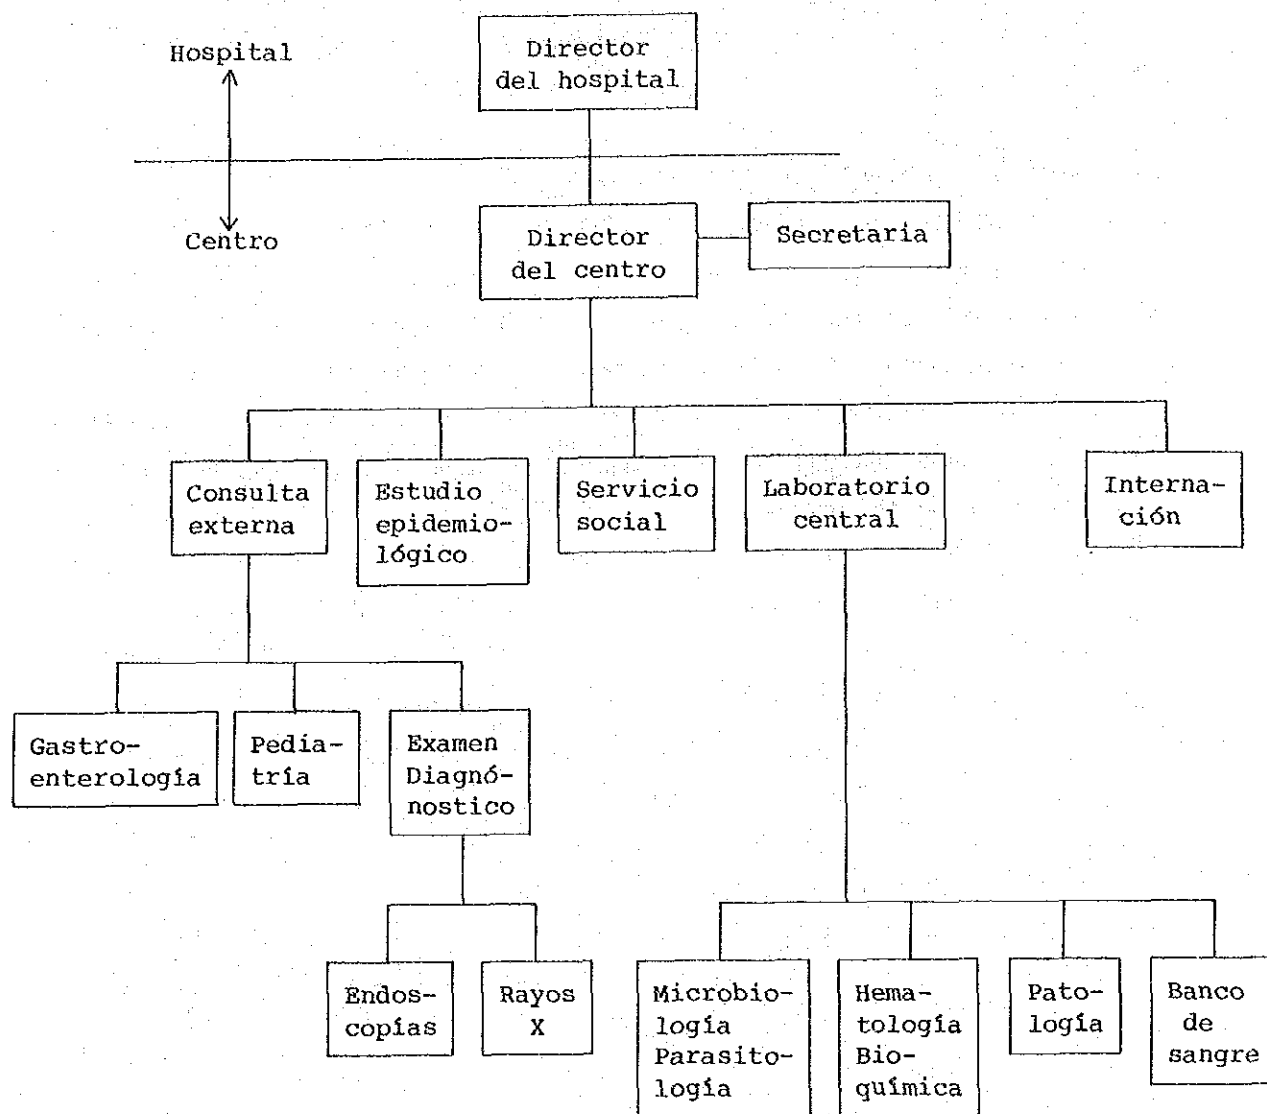 Hospital
Director
del hospital
Centro
Director
del centro
Secretaria
Consulta
externa
Estudio
epidemio-
lógico
Servicio
social
Laboratorio
central
Interna-
ción
Gastro-
enterología
Pedia-
tría
Examen
Diagnó-
nostico
Endos-
copías
Rayos
X
Microbio-
logía
Parasito-
logía
Hema-
tología
Bio-
química
Pato-
logía
Banco
de
sangre